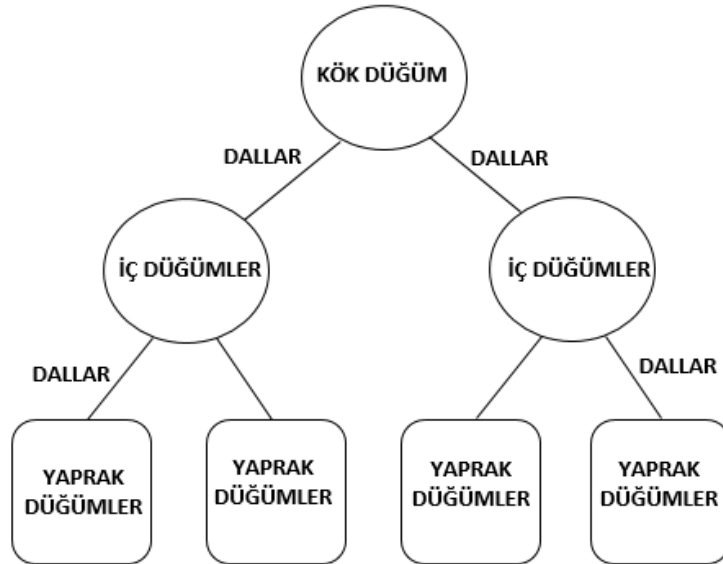 KÖK DÜĞÜM
DALLAR
DALLAR
İÇ DÜĞÜMLER
İÇ DÜĞÜMLER
DALLAR
DALLAR
YAPRAK
DÜĞÜMLER
YAPRAK
DÜĞÜMLER
YAPRAK
DÜĞÜMLER
YAPRAK
DÜĞÜMLER